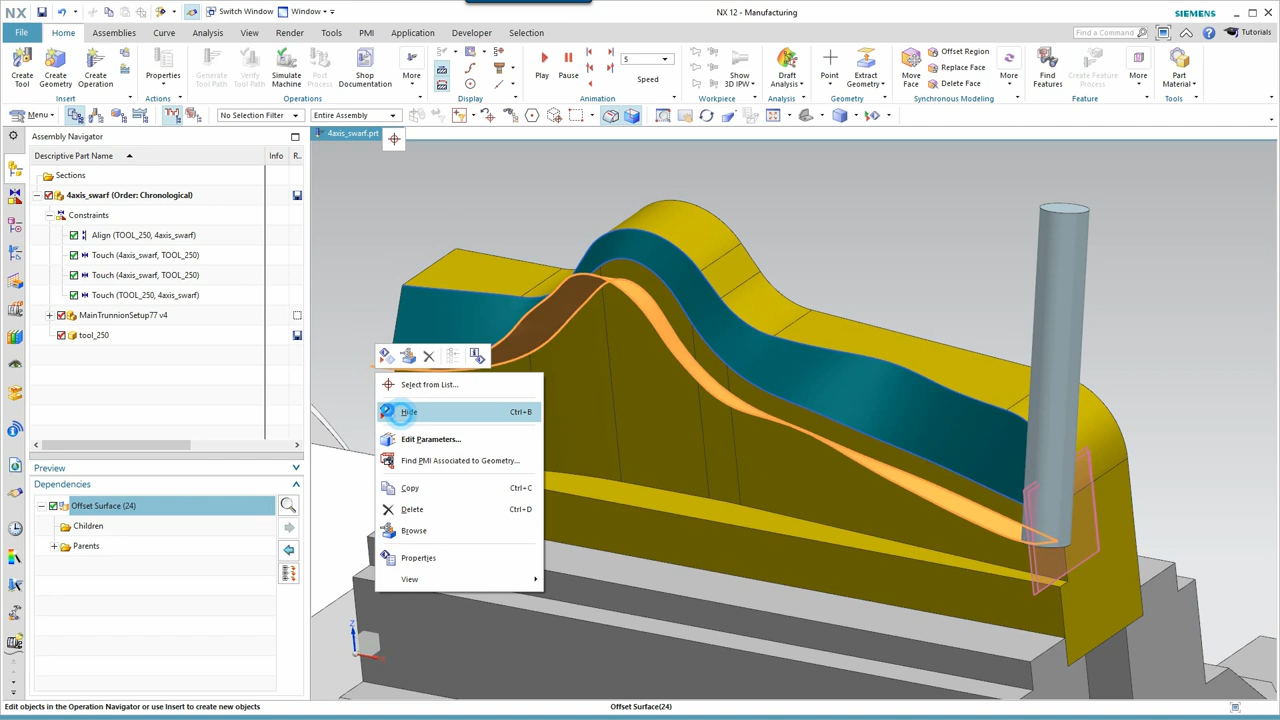 NX
Switch Window
Window
NX 12 - Manufacturing
SIEMENS
File
Home
Assemblies
Curve
Analysis
View
Render
Tools
PMI
Application
Developer
Selection
Find a Command
Tutorials
Create Tool
Create Geometry
Create Operation
Insert
Properties
Actions
Generate Tool Path
Verify Tool Path
Simulate Machine
Post Process
Shop Documentation
More
Operations
Display
Play
Pause
5
Speed
Animation
Show 3D IPW
Workpiece
Draft Analysis
Analysis
Point
Extract Geometry
Geometry
Move Face
Offset Region
Replace Face
Delete Face
More
Synchronous Modeling
Find Features
Create Feature Process
More
Feature
Part Material
Tools
Menu
No Selection Filter
Entire Assembly
Assembly Navigator
4axis_swarf.prt
Descriptive Part Name
Info
R..
Sections
4axis_swarf (Order: Chronological)
Constraints
Align (TOOL_250, 4axis_swarf)
Touch (4axis_swarf, TOOL_250)
Touch (4axis_swarf, TOOL_250)
Touch (TOOL_250, 4axis_swarf)
MainTrunnionSetup77 v4
tool_250
Preview
Dependencies
Offset Surface (24)
Children
Parents
Select from List...
Hide Ctrl+B
Edit Parameters...
Find PMI Associated to Geometry...
Copy Ctrl+C
Delete Ctrl+D
Browse
Properties
View
Z
Edit objects in the Operation Navigator or use Insert to create new objects
Offset Surface(24)